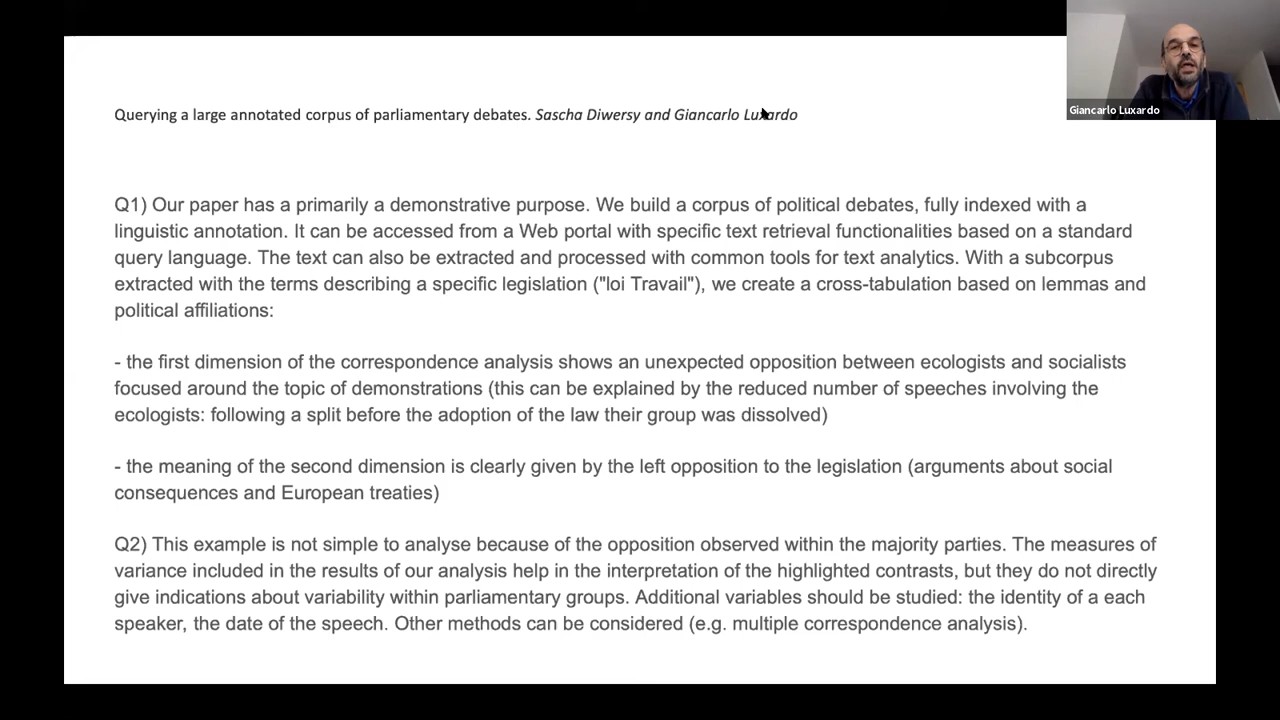 Giancarlo Luxardo
Querying a large annotated corpus of parliamentary debates. Sascha Diwersy and Giancarlo Luxardo
Q1) Our paper has a primarily a demonstrative purpose. We build a corpus of political debates, fully indexed with a
linguistic annotation. It can be accessed from a Web portal with specific text retrieval functionalities based on a standard
query language. The text can also be extracted and processed with common tools for text analytics. With a subcorpus
extracted with the terms describing a specific legislation ("loi Travail"), we create a cross-tabulation based on lemmas and
political affiliations:
- the first dimension of the correspondence analysis shows an unexpected opposition between ecologists and socialists
focused around the topic of demonstrations (this can be explained by the reduced number of speeches involving the
ecologists: following a split before the adoption of the law their group was dissolved)
- the meaning of the second dimension is clearly given by the left opposition to the legislation (arguments about social
consequences and European treaties)
Q2) This example is not simple to analyse because of the opposition observed within the majority parties. The measures of
variance included in the results of our analysis help in the interpretation of the highlighted contrasts, but they do not directly
give indications about variability within parliamentary groups. Additional variables should be studied: the identity of a each
speaker, the date of the speech. Other methods can be considered (e.g. multiple correspondence analysis).